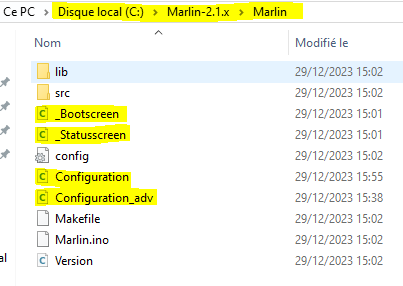 Ce PC > Disque local (C:) > Marlin-2.1.x > Marlin
Nom Modifié le
lib 29/12/2023 15:02
src 29/12/2023 15:02
_Bootscreen 29/12/2023 15:01
_Statusscreen 29/12/2023 15:01
config 29/12/2023 15:02
Configuration 29/12/2023 15:55
Configuration_adv 29/12/2023 15:38
Makefile 29/12/2023 15:02
Marlin.ino 29/12/2023 15:02
Version 29/12/2023 15:02
al